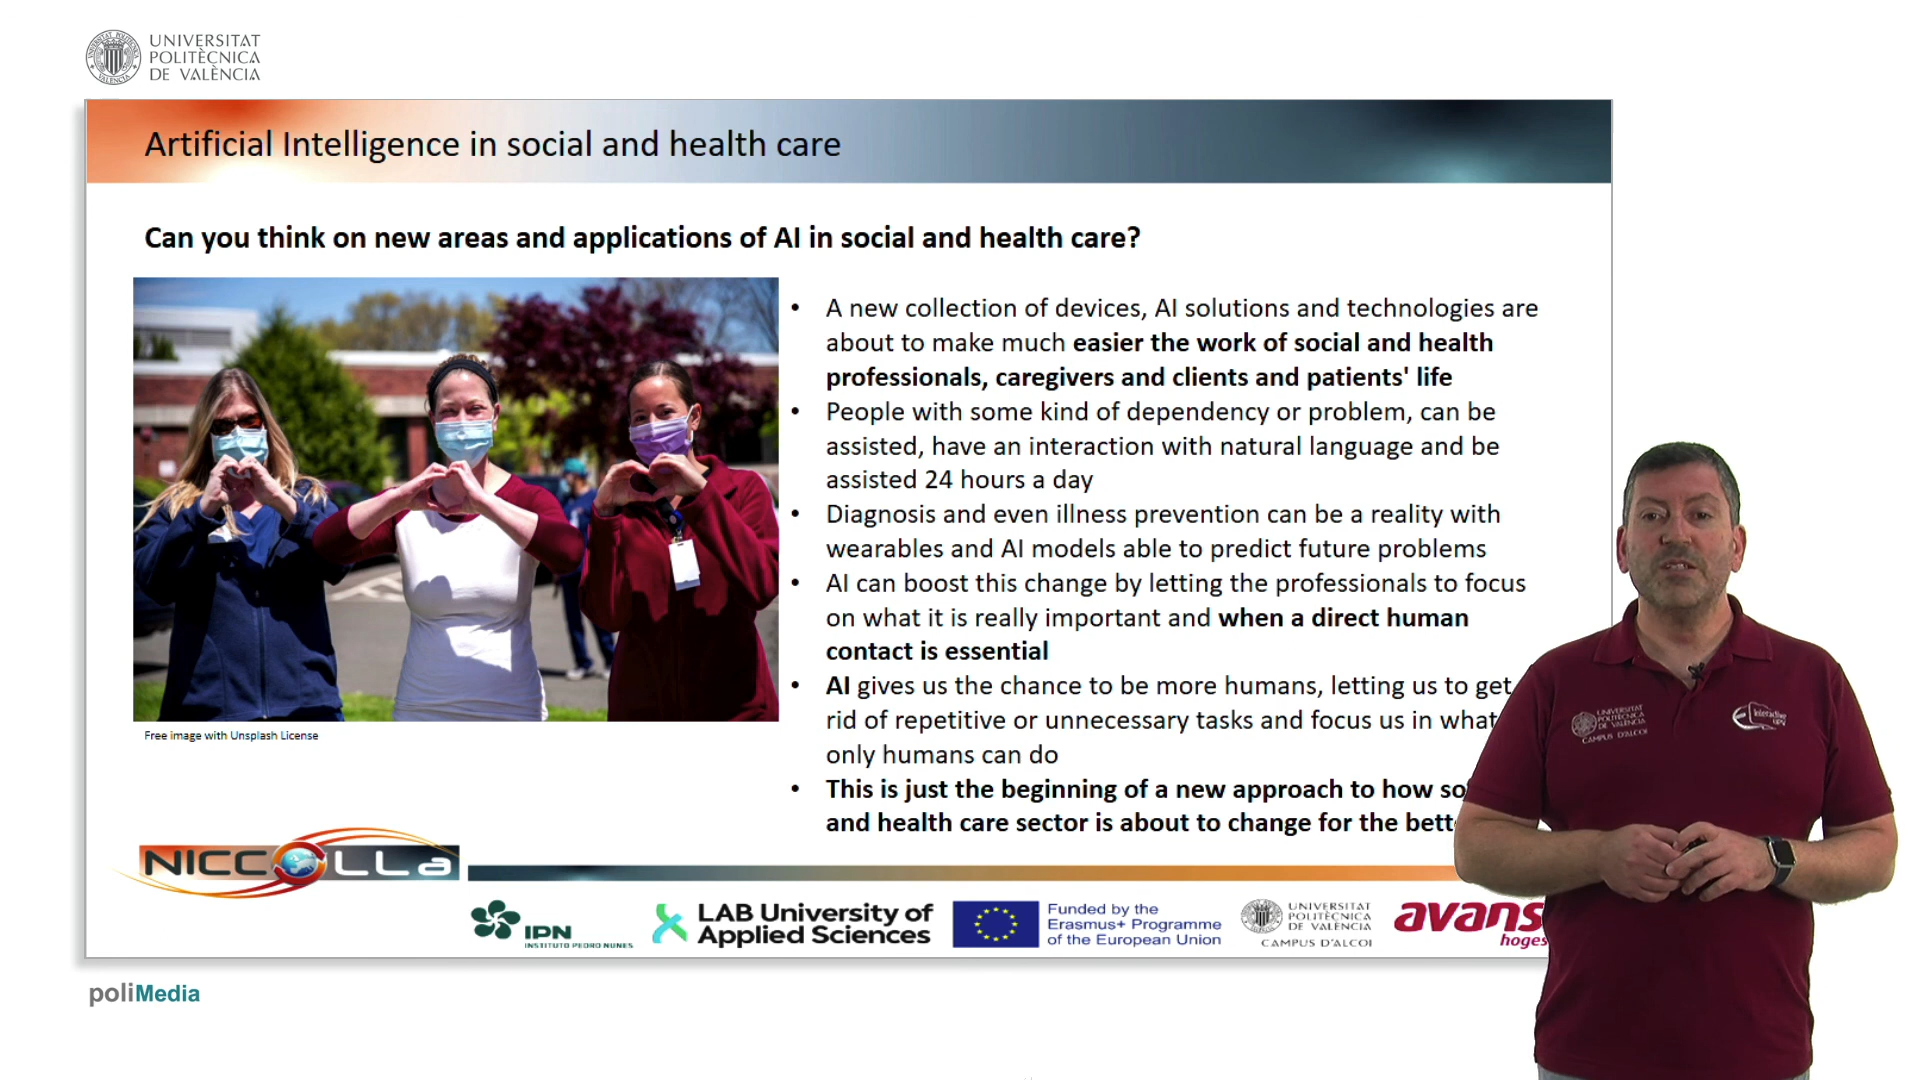 UNIVERSITAT
POLITÈCNICA
DE VALÈNCIA
Artificial Intelligence in social and health care
Can you think on new areas and applications of AI in social and health care?
• A new collection of devices, AI solutions and technologies are
about to make much easier the work of social and health
professionals, caregivers and clients and patients' life
• People with some kind of dependency or problem, can be
assisted, have an interaction with natural language and be
assisted 24 hours a day
• Diagnosis and even illness prevention can be a reality with
wearables and AI models able to predict future problems
• AI can boost this change by letting the professionals to focus
on what it is really important and when a direct human
contact is essential
• AI gives us the chance to be more humans, letting us to get
rid of repetitive or unnecessary tasks and focus us in what
only humans can do
• This is just the beginning of a new approach to how so
and health care sector is about to change for the bett
Free image with Unsplash License
UNIVERSITAT
POLITÈCNICA
DE VALÈNCIA
CAMPUS D'ALCOI
interactive
UPV
NICCOLLa
IPN
INSTITUTO PEDRO NUNES
LAB University of
Applied Sciences
Funded by the
Erasmus+ Programme
of the European Union
UNIVERSITAT
POLITÈCNICA
DE VALÈNCIA
CAMPUS D'ALCOI
avans
hoges
poliMedia